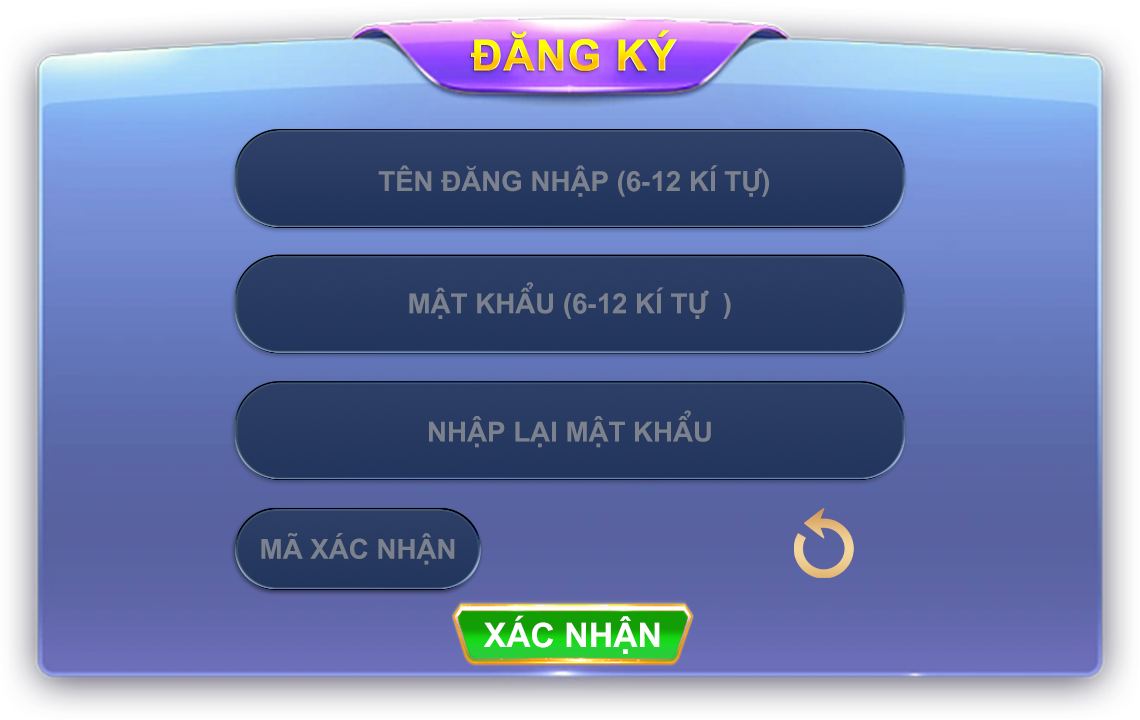 ĐĂNG KÝ
TÊN ĐĂNG NHẬP (6-12 KÍ TỰ)
MẬT KHẨU (6-12 KÍ TỰ )
NHẬP LẠI MẬT KHẨU
MÃ XÁC NHẬN
XÁC NHẬN